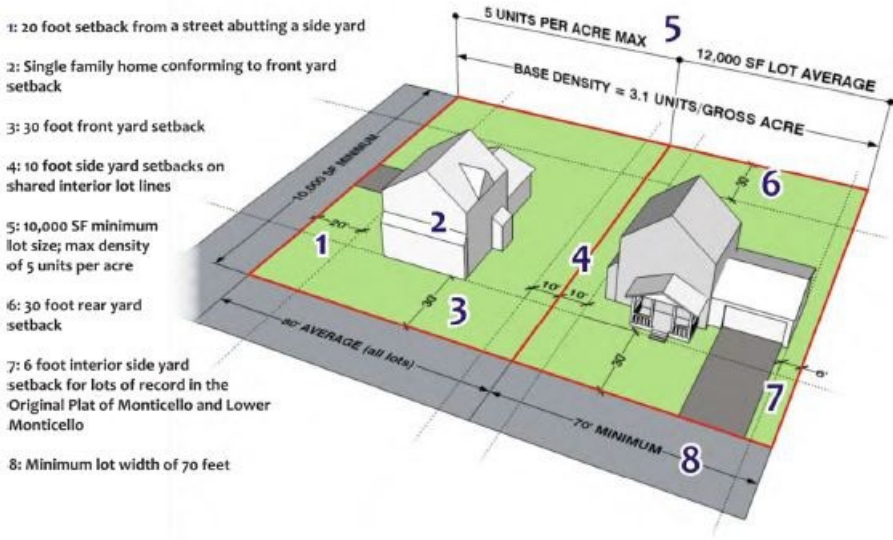 1: 20 foot setback from a street abutting a side yard
2: Single family home conforming to front yard
setback
3: 30 foot front yard setback
4: 10 foot side yard setbacks on
shared interior lot lines
5: 10,000 SF minimum
lot size; max density
of 5 units per acre
6: 30 foot rear yard
setback
7: 6 foot interior side yard
setback for lots of record in the
Original Plat of Monticello and Lower
Monticello
8: Minimum lot width of 70 feet
5 UNITS PER ACRE MAX
5
12,000 SF LOT AVERAGE
BASE DENSITY = 3.1 UNITS/GROSS ACRE
10,000 SF MINIMUM
30'
6
20'
1
2
4
10'
10'
30'
3
30'
6'
7
80' AVERAGE (all lots)
70' MINIMUM
8